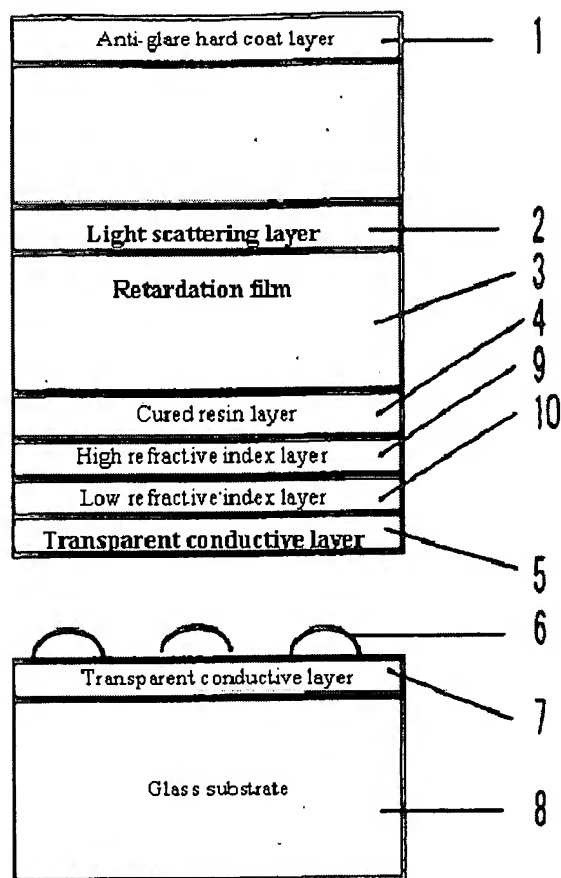 Anti-glare hard coat layer 1
Light scattering layer 2
Retardation film 3
4
9
Cured resin layer
High refractive index layer 10
Low refractive index layer
Transparent conductive layer
5
6
Transparent conductive layer
7
Glass substrate
8